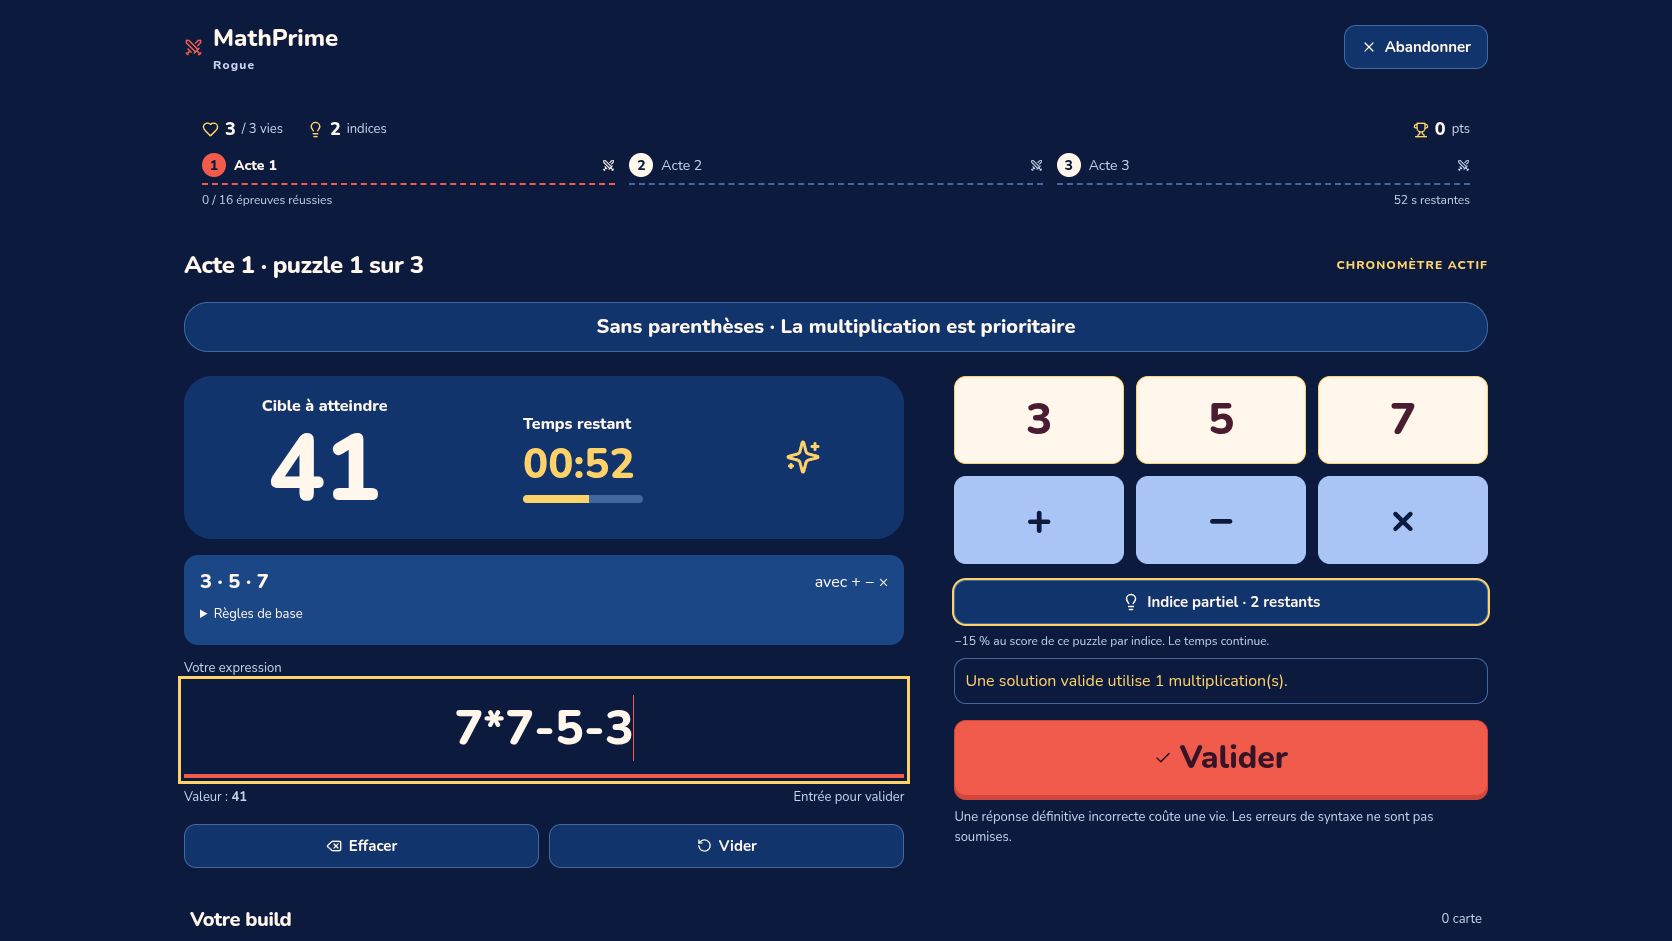 MathPrime
Rogue
Abandonner
3 / 3 vies 2 indices
0 pts
1 Acte 1
2 Acte 2
3 Acte 3
0 / 16 épreuves réussies
52 s restantes
Acte 1 · puzzle 1 sur 3
CHRONOMÈTRE ACTIF
Sans parenthèses · La multiplication est prioritaire
Cible à atteindre
41
Temps restant
00:52
3 5 7
+ − ×
3 · 5 · 7
avec + − ×
Règles de base
Indice partiel · 2 restants
−15 % au score de ce puzzle par indice. Le temps continue.
Une solution valide utilise 1 multiplication(s).
Votre expression
7*7-5-3
Valeur : 41
Entrée pour valider
Valider
Une réponse définitive incorrecte coûte une vie. Les erreurs de syntaxe ne sont pas
soumises.
Effacer
Vider
Votre build
0 carte